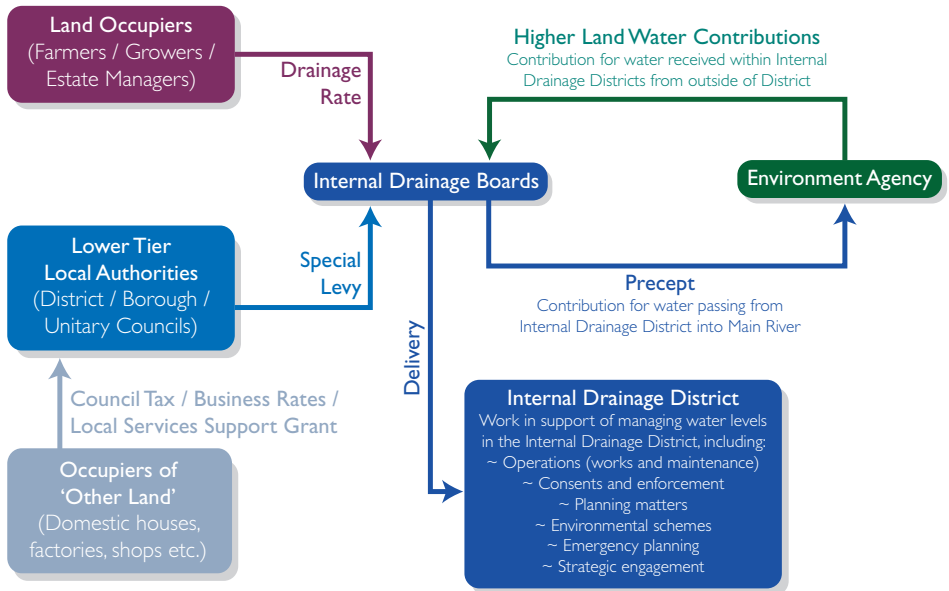 Land Occupiers
(Farmers / Growers /
Estate Managers)
Drainage
Rate
Higher Land Water Contributions
Contribution for water received within Internal
Drainage Districts from outside of District
Internal Drainage Boards
Environment Agency
Lower Tier
Local Authorities
(District / Borough /
Unitary Councils)
Special
Levy
Precept
Contribution for water passing from
Internal Drainage District into Main River
Delivery
Council Tax / Business Rates /
Local Services Support Grant
Occupiers of
‘Other Land’
(Domestic houses,
factories, shops etc.)
Internal Drainage District
Work in support of managing water levels
in the Internal Drainage District, including:
~ Operations (works and maintenance)
~ Consents and enforcement
~ Planning matters
~ Environmental schemes
~ Emergency planning
~ Strategic engagement